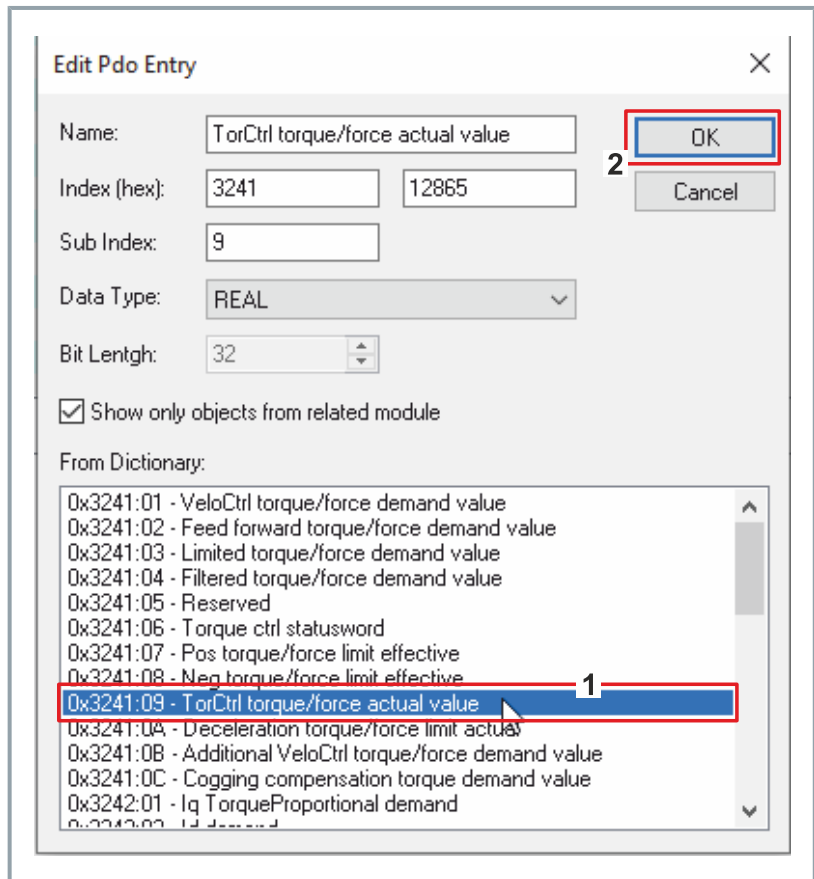 Edit Pdo Entry
Name: TorCtrl torque/force actual value OK
2
Index (hex): 3241 12865 Cancel
Sub Index: 9
Data Type: REAL
Bit Lentgh: 32
Show only objects from related module
From Dictionary:
0x3241:01 - VeloCtrl torque/force demand value
0x3241:02 - Feed forward torque/force demand value
0x3241:03 - Limited torque/force demand value
0x3241:04 - Filtered torque/force demand value
0x3241:05 - Reserved
0x3241:06 - Torque ctrl statusword
0x3241:07 - Pos torque/force limit effective
0x3241:08 - Neg torque/force limit effective
1
0x3241:09 - TorCtrl torque/force actual value
0x3241:0A - Deceleration torque/force limit actual
0x3241:0B - Additional VeloCtrl torque/force demand value
0x3241:0C - Cogging compensation torque demand value
0x3242:01 - Iq TorqueProportional demand